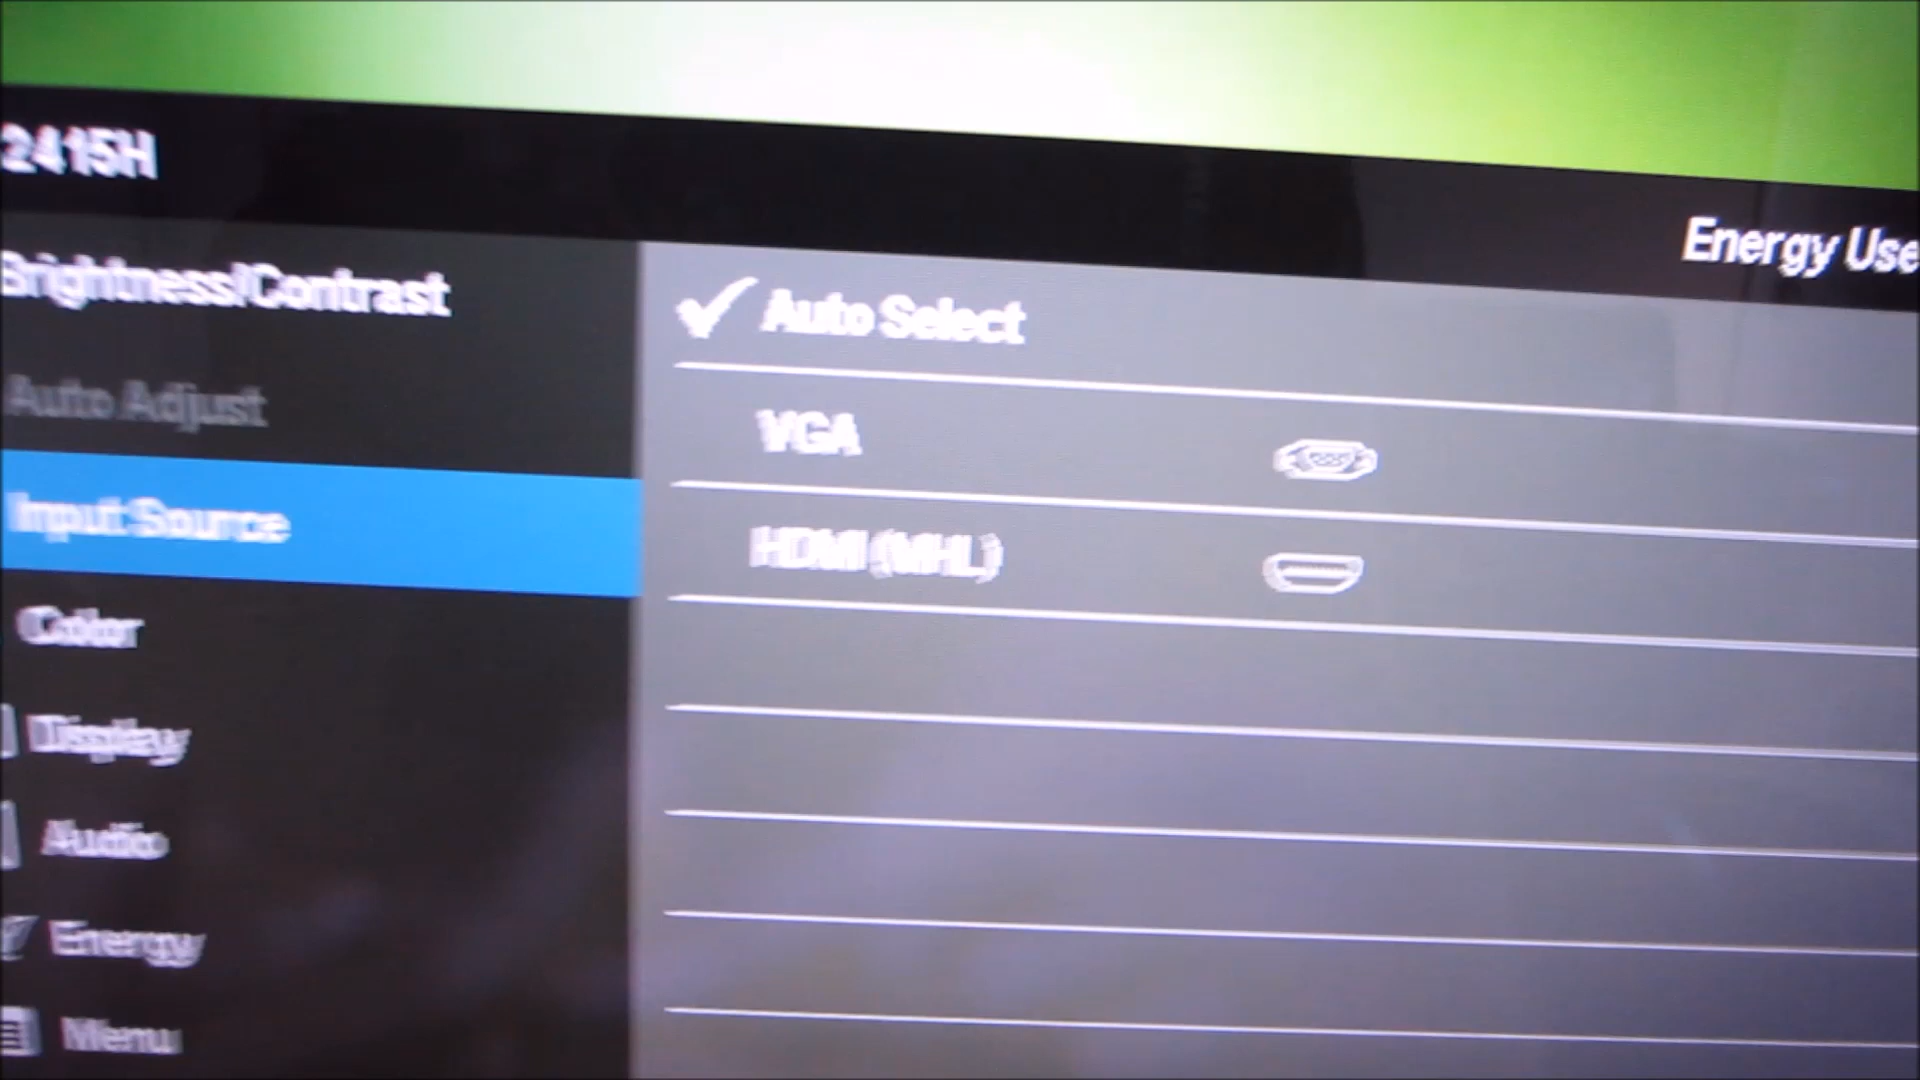 2415H
Energy Use
Brightness/Contrast
Auto Adjust
Input Source
Color
Display
Audio
Energy
Menu
Auto Select
VGA
HDMI (MHL)